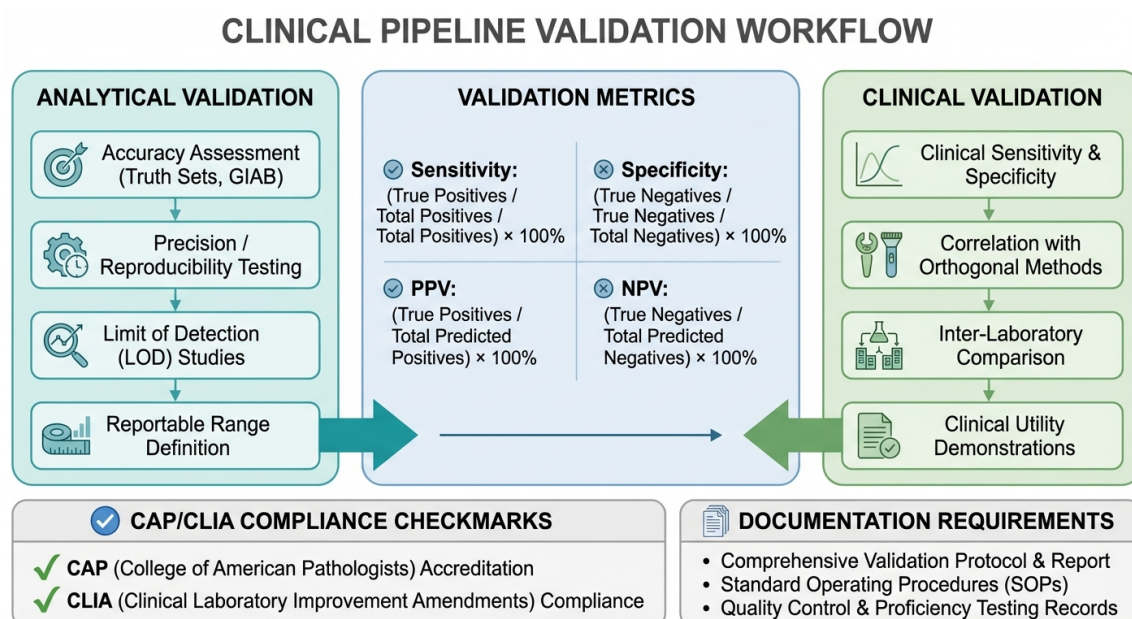 CLINICAL PIPELINE VALIDATION WORKFLOW
ANALYTICAL VALIDATION
Accuracy Assessment
(Truth Sets, GIAB)
Precision /
Reproducibility Testing
Limit of Detection
(LOD) Studies
Reportable Range
Definition
VALIDATION METRICS
Sensitivity:
(True Positives /
Total Positives /
Total Positives) × 100%
Specificity:
(True Negatives /
True Negatives /
Total Negatives) × 100%
PPV:
(True Positives /
Total Predicted
Positives) × 100%
NPV:
(True Negatives /
Total Predicted
Negatives) × 100%
CLINICAL VALIDATION
Clinical Sensitivity &
Specificity
Correlation with
Orthogonal Methods
Inter-Laboratory
Comparison
Clinical Utility
Demonstrations
CAP/CLIA COMPLIANCE CHECKMARKS
CAP (College of American Pathologists) Accreditation
CLIA (Clinical Laboratory Improvement Amendments) Compliance
DOCUMENTATION REQUIREMENTS
• Comprehensive Validation Protocol & Report
• Standard Operating Procedures (SOPs)
• Quality Control & Proficiency Testing Records